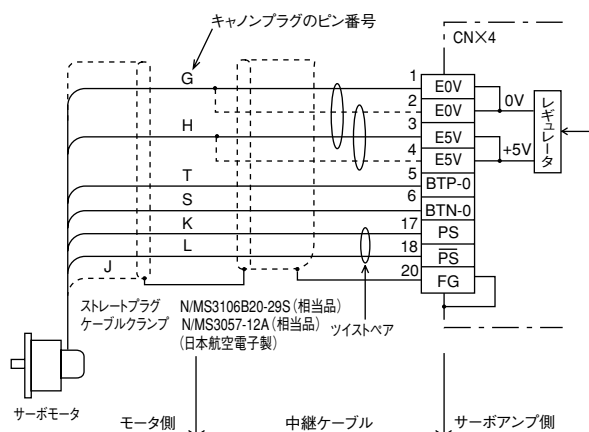 キャノンプラグのピン番号
CN×4
G
1
E0V
2
E0V
0V
レギュレータ
3
H
E5V
4
E5V
+5V
5
T
BTP-0
6
S
BTN-0
K
17
PS
L
18
PS
J
20
FG
ストレートプラグ N/MS3106B20-29S(相当品)
ケーブルクランプ N/MS3057-12A(相当品)
(日本航空電子製)
ツイストペア
サーボモータ
モータ側
中継ケーブル
サーボアンプ側